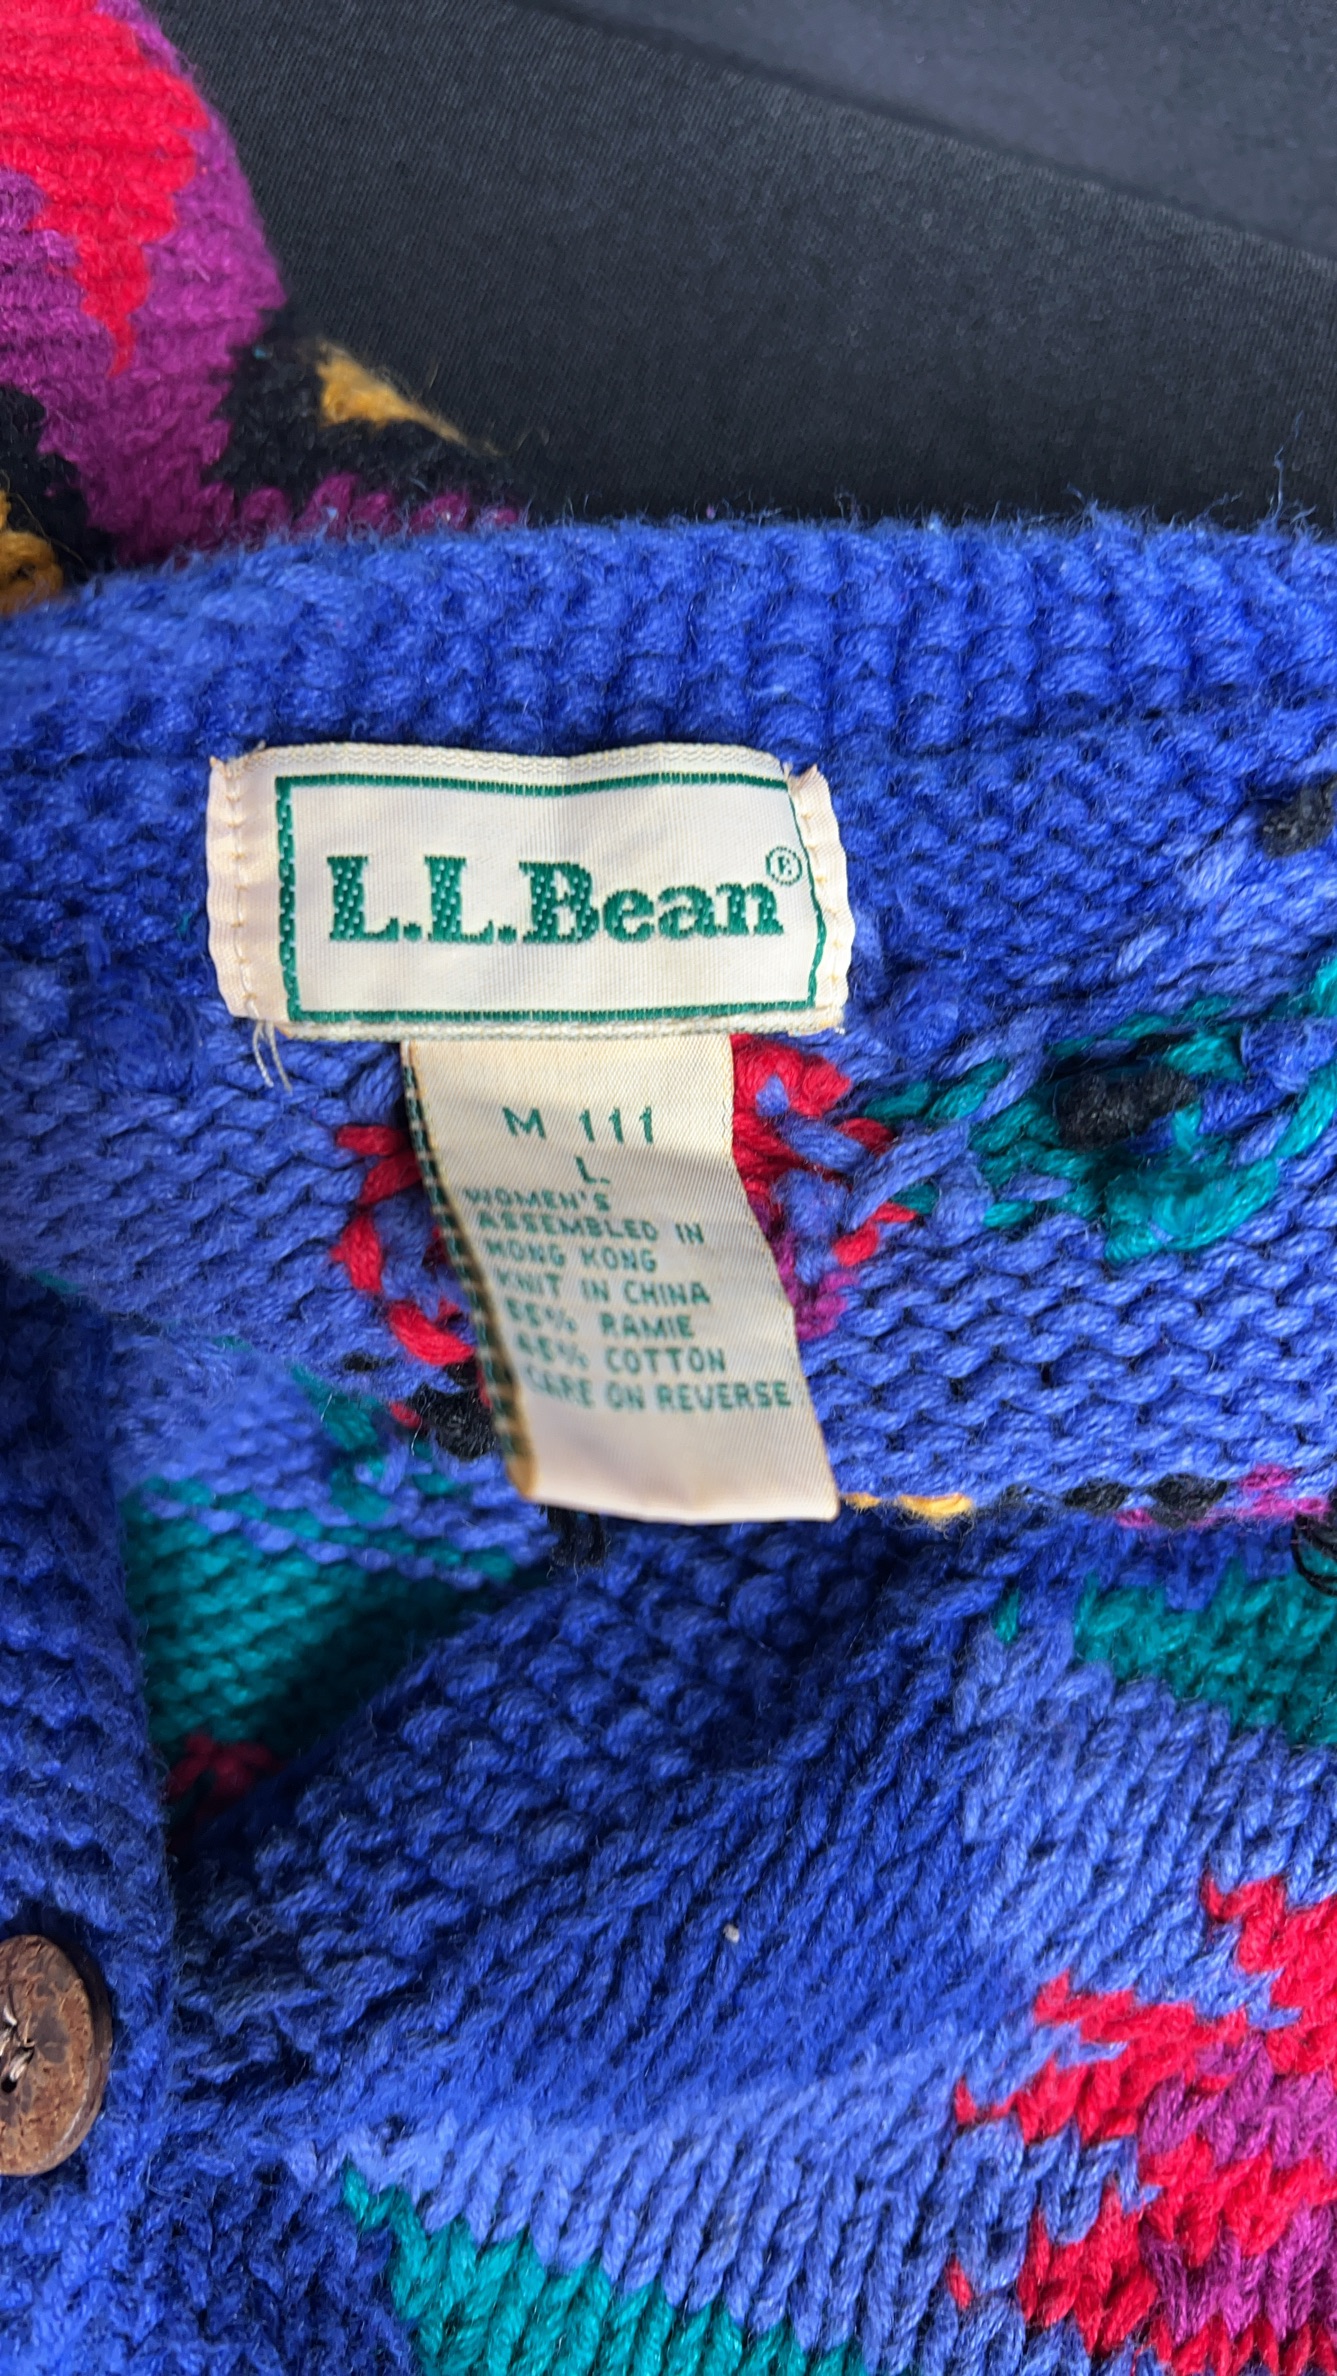 L.L.Bean®
M 111
L
WOMEN'S
ASSEMBLED IN
HONG KONG
KNIT IN CHINA
55% RAMIE
45% COTTON
CARE ON REVERSE